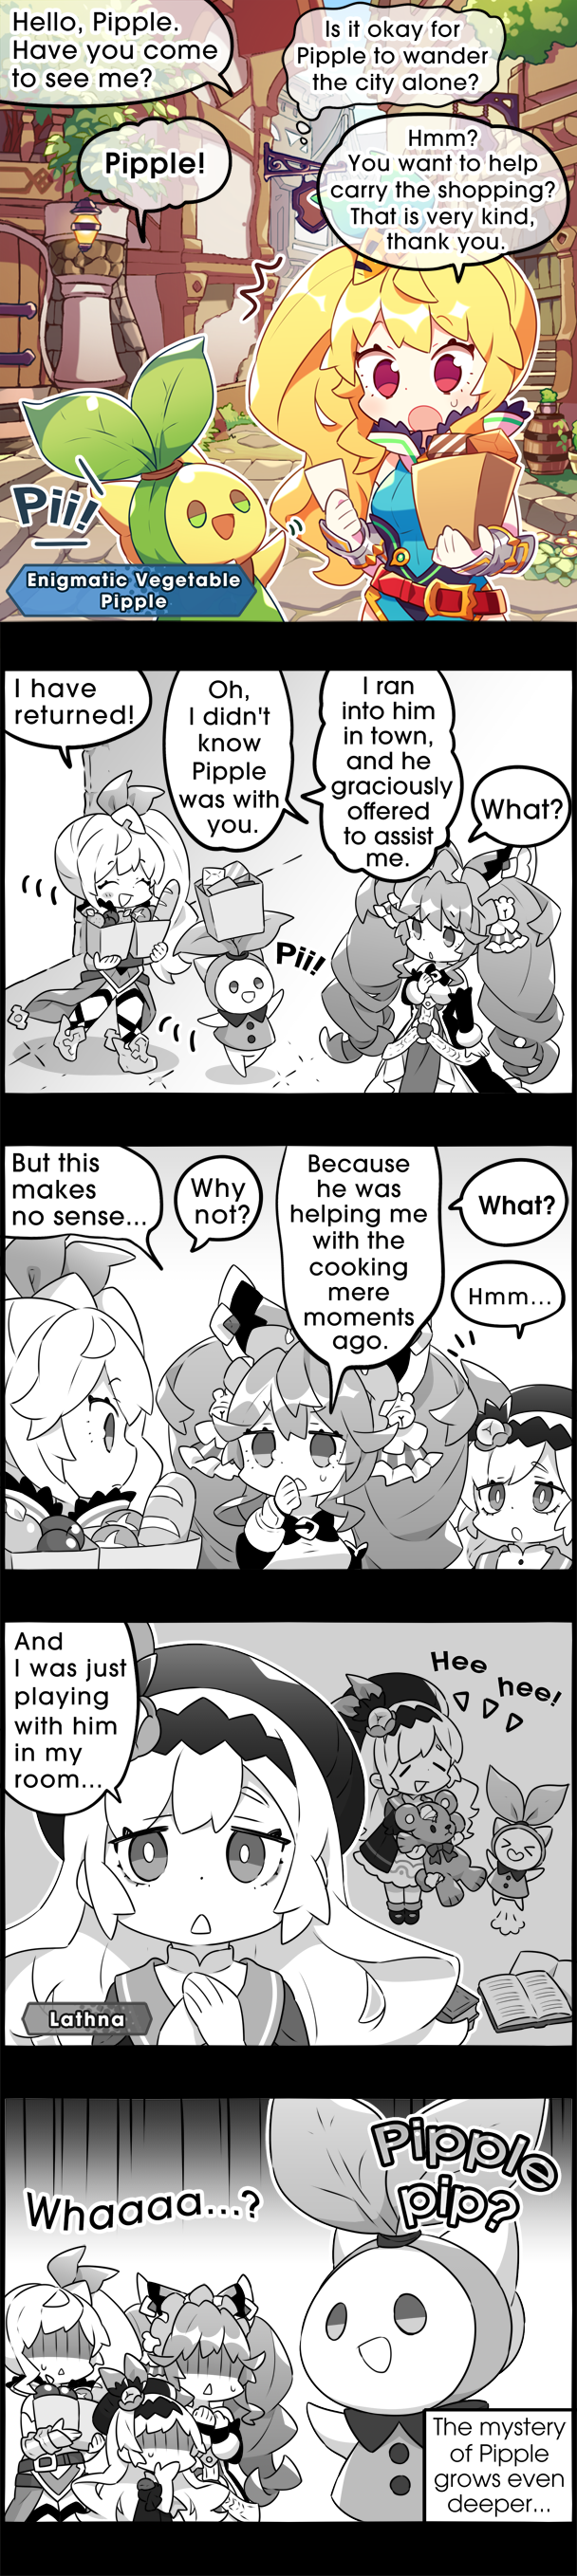 Hello, Pipple.
Have you come
to see me?
Is it okay for
Pipple to wander
the city alone?
Pipple!
Hmm?
You want to help
carry the shopping?
That is very kind,
thank you.
Pii!
Enigmatic Vegetable
Pipple
I have
returned!
Oh,
I didn't
know
Pipple
was with
you.
I ran
into him
in town,
and he
graciously
offered
to assist
me.
What?
Pii!
But this
makes
no sense...
Why
not?
Because
he was
helping me
with the
cooking
mere
moments
ago.
What?
Hmm...
And
I was just
playing
with him
in my
room...
Hee
hee!
Lathna
Whaaaa...?
Pipple
pip?
The mystery
of Pipple
grows even
deeper...